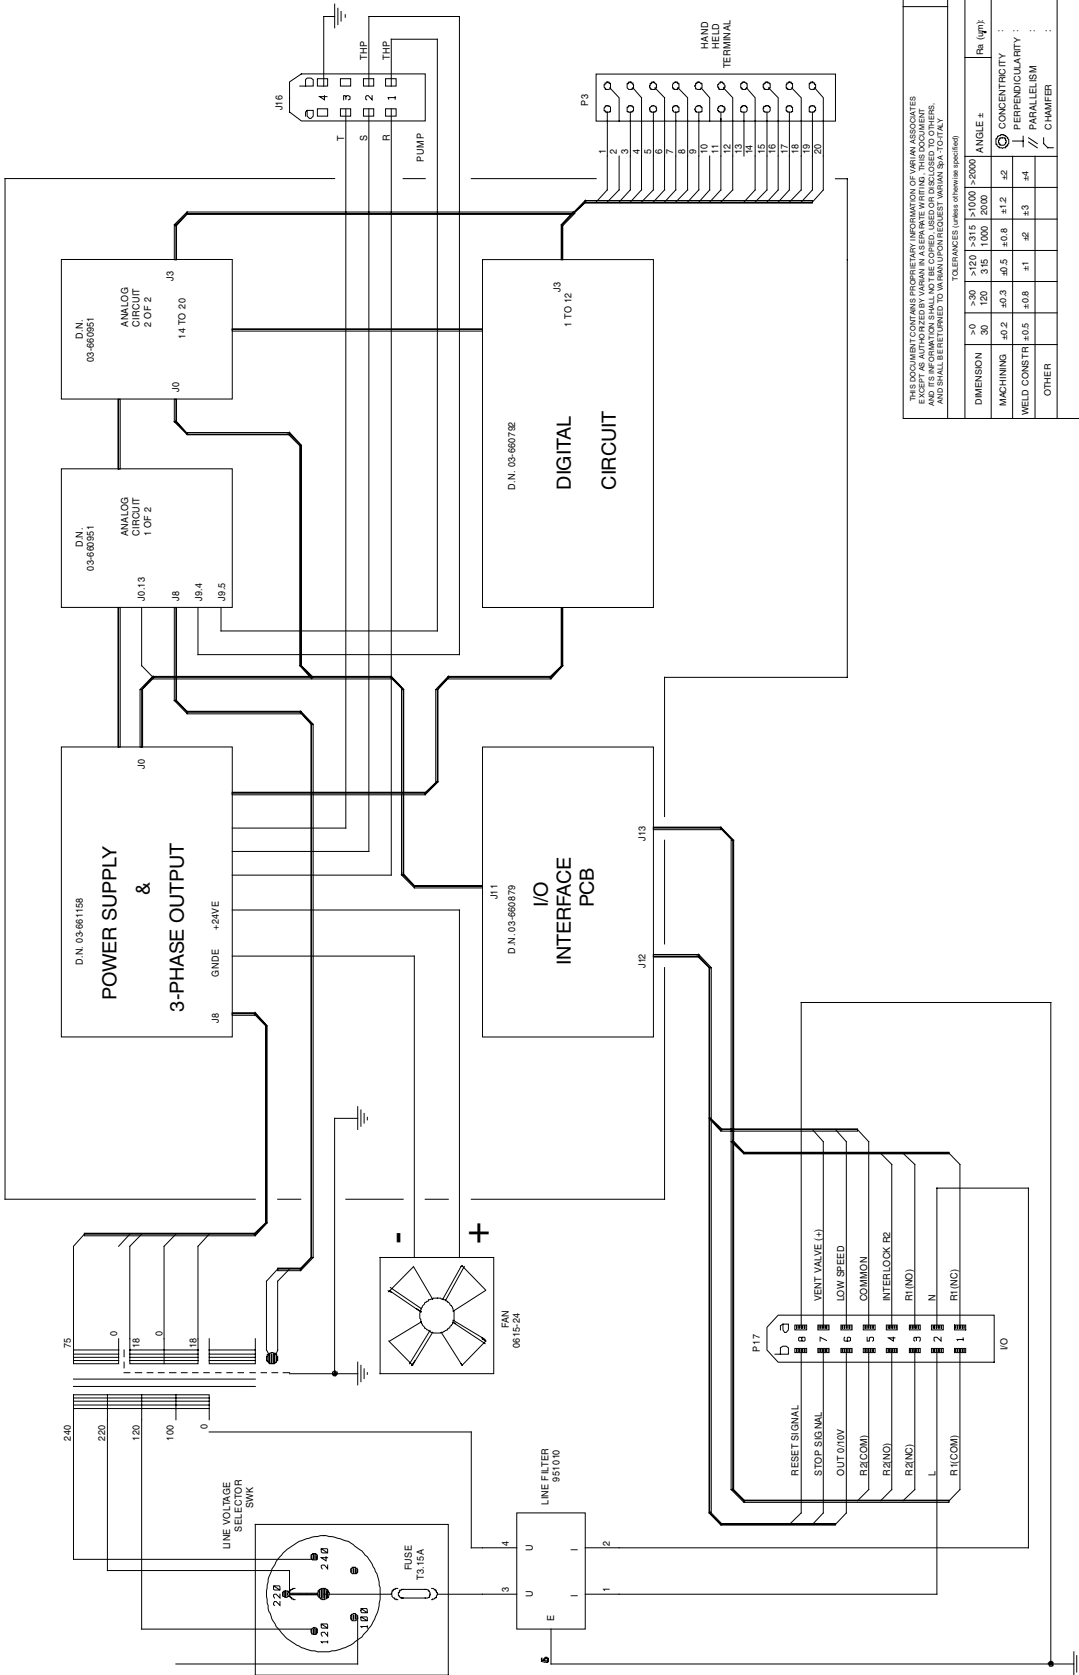 LINE VOLTAGE
SELECTOR
SWK
220
240
120
100
FUSE
T3.15A
LINE FILTER
951010
3
4
U
U
E
I
I
1
2
240
220
120
100
0
75
0
18
0
18
FAN
0615-24
-
+
D.N. 03-661158
POWER SUPPLY
&
3-PHASE OUTPUT
J8
GNDE
+24VE
J0
D.N.
03-660951
ANALOG
CIRCUIT
1 OF 2
J0.13
J8
J9.4
J9.5
D.N.
03-660951
ANALOG
CIRCUIT
2 OF 2
J0
J3
14 TO 20
J16
b
a
4
3
2
1
T
S
R
THP
THP
PUMP
P3
HAND
HELD
TERMINAL
1
2
3
4
5
6
7
8
9
10
11
12
13
14
15
16
17
18
19
20
D.N. 03-660792
DIGITAL
CIRCUIT
J3
1 TO 12
J11
D.N. 03-660879
I/O
INTERFACE
PCB
J12
J13
P17
b a
RESET SIGNAL 8
STOP SIGNAL 7 VENT VALVE (+)
OUT 0/10V 6 LOW SPEED
R2(COM) 5 COMMON
R2(NO) 4 INTERLOCK R2
R2(NC) 3 R1(NO)
L 2 N
R1(COM) 1 R1(NC)
I/O
THIS DOCUMENT CONTAINS PROPRIETARY INFORMATION OF VARIAN ASSOCIATES
EXCEPT AS AUTHORIZED BY VARIAN IN A SEPARATE WRITING, THIS DOCUMENT
AND ITS INFORMATION SHALL NOT BE COPIED, USED OR DISCLOSED TO OTHERS,
AND SHALL BE RETURNED TO VARIAN UPON REQUEST VARIAN SpA -TO-ITALY
TOLERANCES (unless otherwise specified)
DIMENSION >0 30 >30 120 >120 315 >315 1000 >1000 2000 >2000 ANGLE ± Ra (µm):
MACHINING ±0.2 ±0.3 ±0.5 ±0.8 ±1.2 ±2
WELD CONSTR ±0.5 ±0.8 ±1 ±2 ±3 ±4
OTHER
CONCENTRICITY :
PERPENDICULARITY :
PARALLELISM :
CHAMFER :